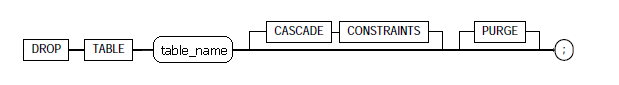 CASCADE CONSTRAINTS PURGE
DROP TABLE table_name ;